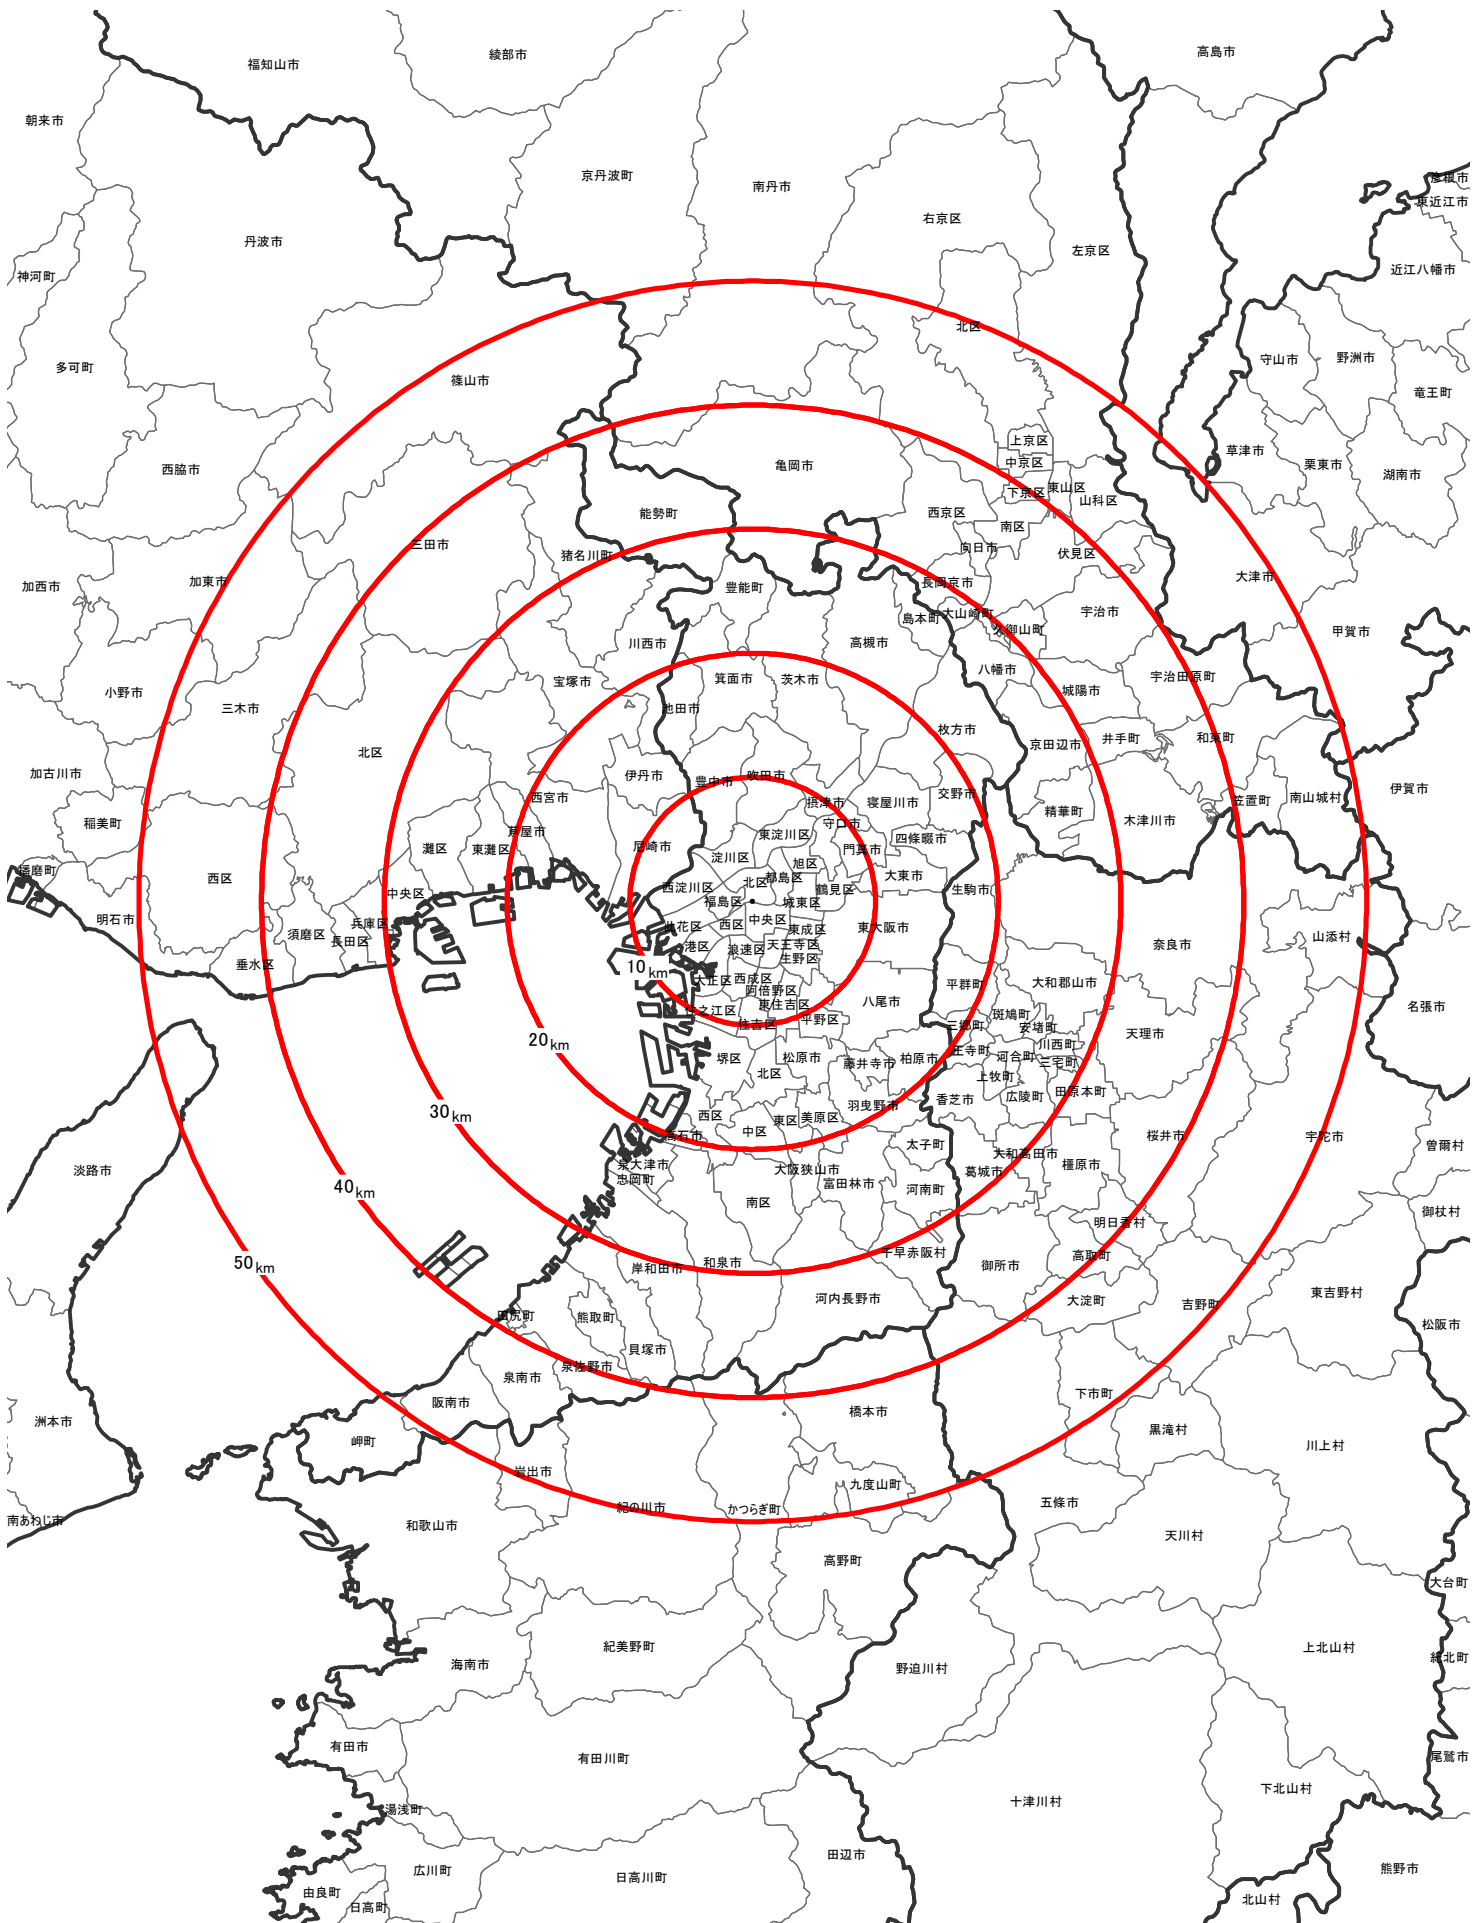 綾部市
高島市
福知山市
朝来市
京丹波町
彦根市
南丹市
東近江市
右京区
丹波市
左京区
近江八幡市
神河町
北区
守山市
野洲市
多可町
篠山市
竜王町
上京区
草津市
中京区
栗東市
亀岡市
西脇市
湖南市
東山区
下京区
山科区
能勢町
西京区
南区
三田市
向日市
伏見区
猪名川町
大津市
加西市
加東市
長岡京市
豊能町
宇治市
大山崎町
島本町
久御山町
甲賀市
川西市
高槻市
八幡市
宇治田原町
箕面市
茨木市
宝塚市
城陽市
小野市
三木市
池田市
枚方市
和束町
井手町
京田辺市
北区
加古川市
伊丹市
吹田市
豊中市
伊賀市
交野市
西宮市
南山城村
笠置町
摂津市
寝屋川市
精華町
木津川市
稲美町
守口市
芦屋市
東淀川区
四條畷市
尼崎市
灘区
東灘区
門真市
淀川区
旭区
播磨町
大東市
都島区
西区
北区
西淀川区
鶴見区
生駒市
中央区
福島区
城東区
明石市
中央区
兵庫区
西区
此花区
東大阪市
東成区
須磨区
山添村
長田区
港区
天王寺区
奈良市
浪速区
生野区
垂水区
10km
西成区
大正区
大和郡山市
平群町
阿倍野区
八尾市
東住吉区
名張市
住之江区
斑鳩町
平野区
住吉区
三郷町
安堵町
天理市
20km
川西町
王寺町
堺区
松原市
河合町
柏原市
藤井寺市
三宅町
北区
上牧町
田原本町
広陵町
香芝市
羽曳野市
30km
西区
美原区
東区
中区
高石市
桜井市
宇陀市
太子町
曽爾村
大和高田市
泉大津市
橿原市
淡路市
大阪狭山市
葛城市
忠岡町
富田林市
40km
河南町
南区
御杖村
明日香村
千早赤阪村
高取町
50km
和泉市
御所市
岸和田市
東吉野村
河内長野市
大淀町
吉野町
田尻町
熊取町
松阪市
貝塚市
泉佐野市
泉南市
下市町
阪南市
橋本市
洲本市
黒滝村
岬町
川上村
岩出市
九度山町
五條市
紀の川市
かつらぎ町
南あわじ市
和歌山市
天川村
高野町
大台町
紀美野町
上北山村
紀北町
海南市
野迫川村
有田市
尾鷲市
有田川町
下北山村
十津川村
湯浅町
田辺市
熊野市
広川町
日高川町
由良町
北山村
日高町